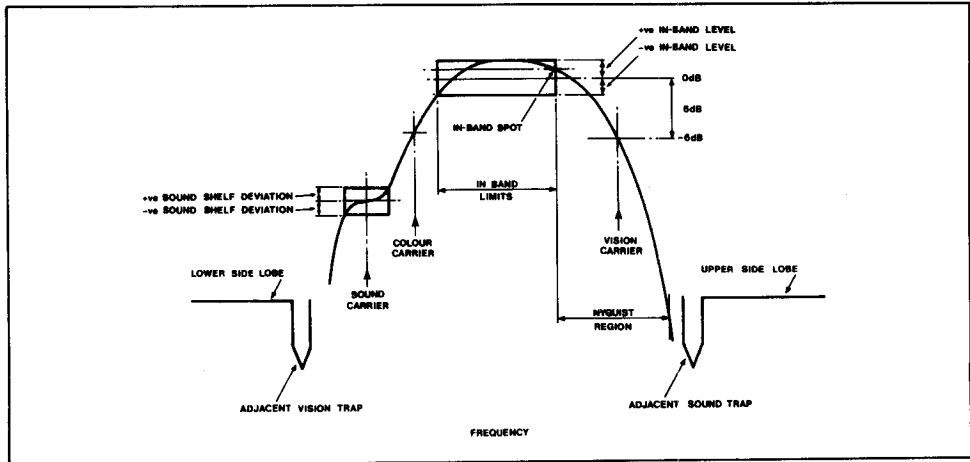 +ve IN-BAND LEVEL
-ve IN-BAND LEVEL
0dB
6dB
-6dB
IN-BAND SPOT
IN BAND
LIMITS
+ve SOUND SHELF DEVIATION
-ve SOUND SHELF DEVIATION
COLOUR
CARRIER
VISION
CARRIER
LOWER SIDE LOBE
UPPER SIDE LOBE
SOUND
CARRIER
NYQUIST
REGION
ADJACENT VISION TRAP
ADJACENT SOUND TRAP
FREQUENCY